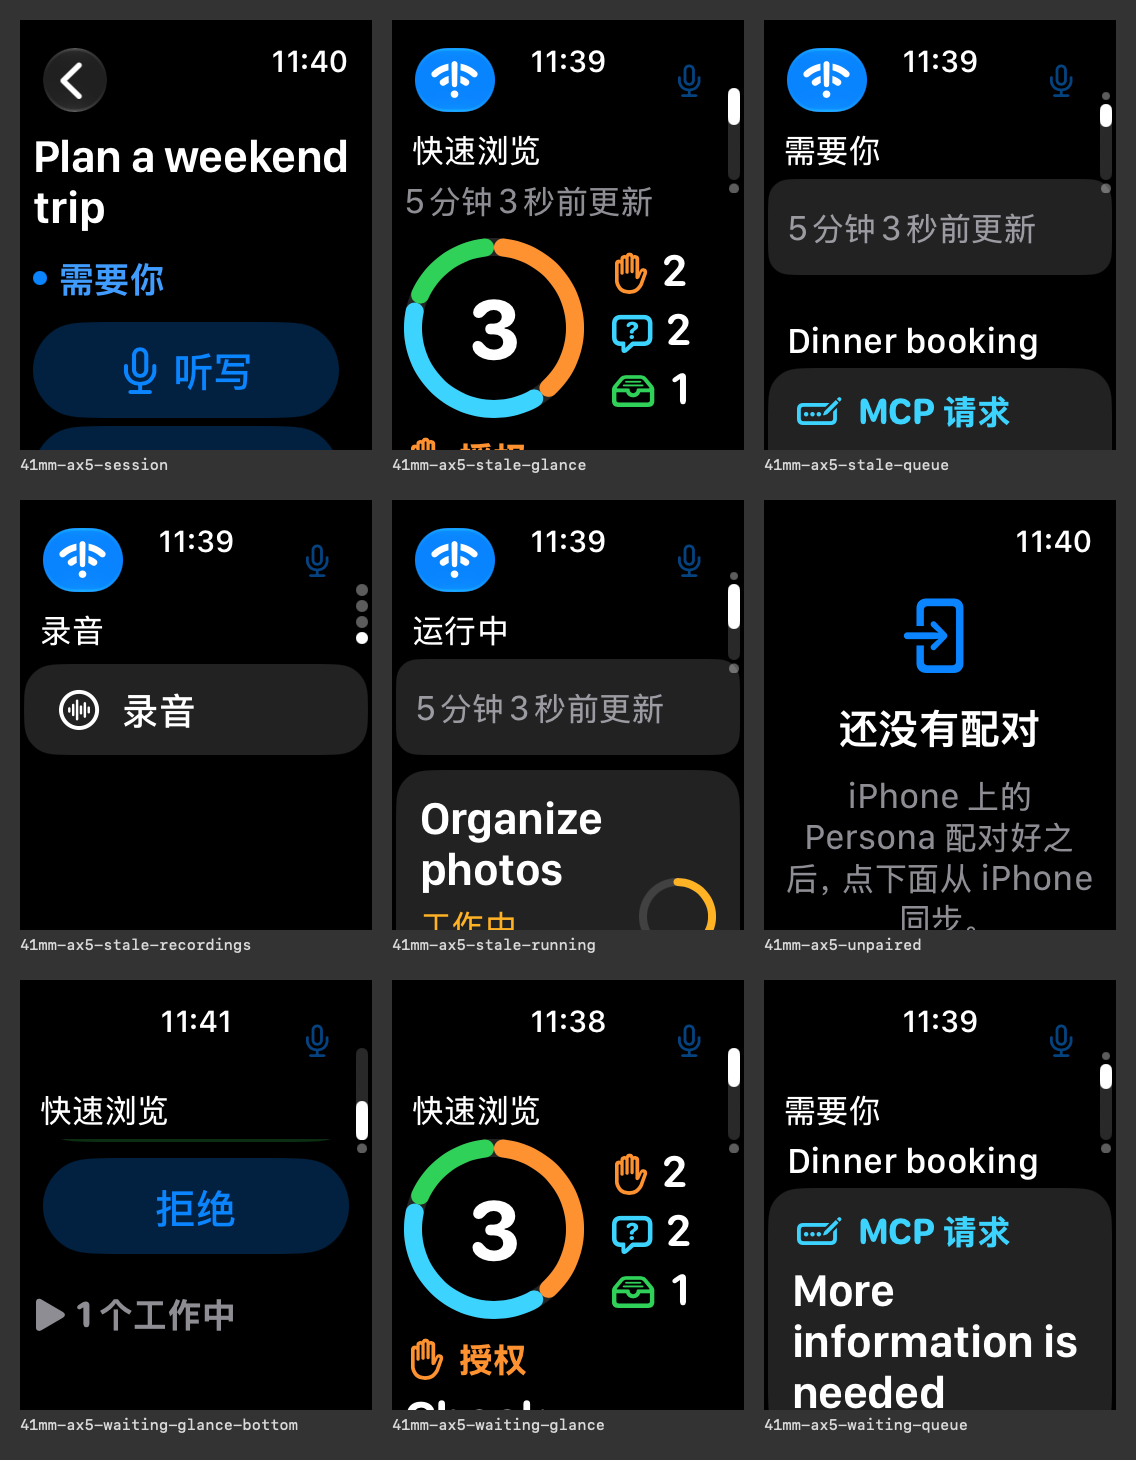 11:40
Plan a weekend
trip
需要你
听写
41mm-ax5-session
11:39
快速浏览
5分钟3秒前更新
3
2
2
1
授权
41mm-ax5-stale-glance
11:39
需要你
5分钟3秒前更新
Dinner booking
MCP 请求
41mm-ax5-stale-queue
11:39
录音
录音
41mm-ax5-stale-recordings
11:39
运行中
5分钟3秒前更新
Organize
photos
工作中
41mm-ax5-stale-running
11:40
还没有配对
iPhone 上的
Persona 配对好之
后，点下面从 iPhone
同步。
41mm-ax5-unpaired
11:41
快速浏览
拒绝
1 个工作中
41mm-ax5-waiting-glance-bottom
11:38
快速浏览
3
2
2
1
授权
41mm-ax5-waiting-glance
11:39
需要你
Dinner booking
MCP 请求
More
information is
needed
41mm-ax5-waiting-queue